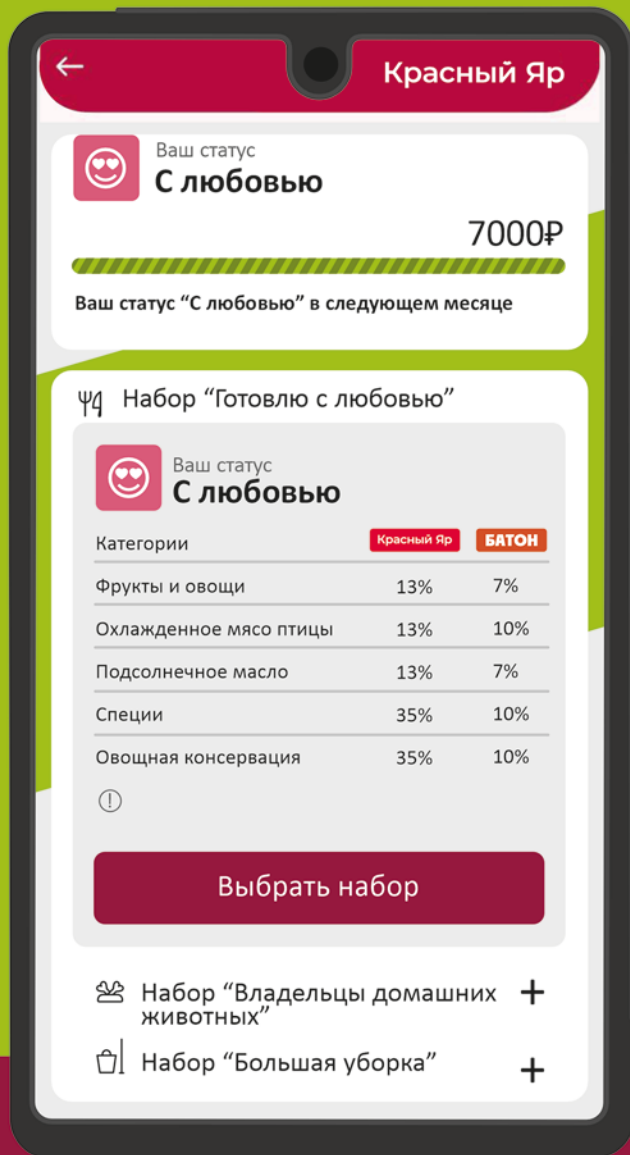 Красный Яр
Ваш статус
С любовью
7000₽
Ваш статус “С любовью” в следующем месяце
Набор “Готовлю с любовью”
Ваш статус
С любовью
Категории Красный Яр БАТОН
Фрукты и овощи 13% 7%
Охлажденное мясо птицы 13% 10%
Подсолнечное масло 13% 7%
Специи 35% 10%
Овощная консервация 35% 10%
Выбрать набор
Набор “Владельцы домашних +
животных”
Набор “Большая уборка” +